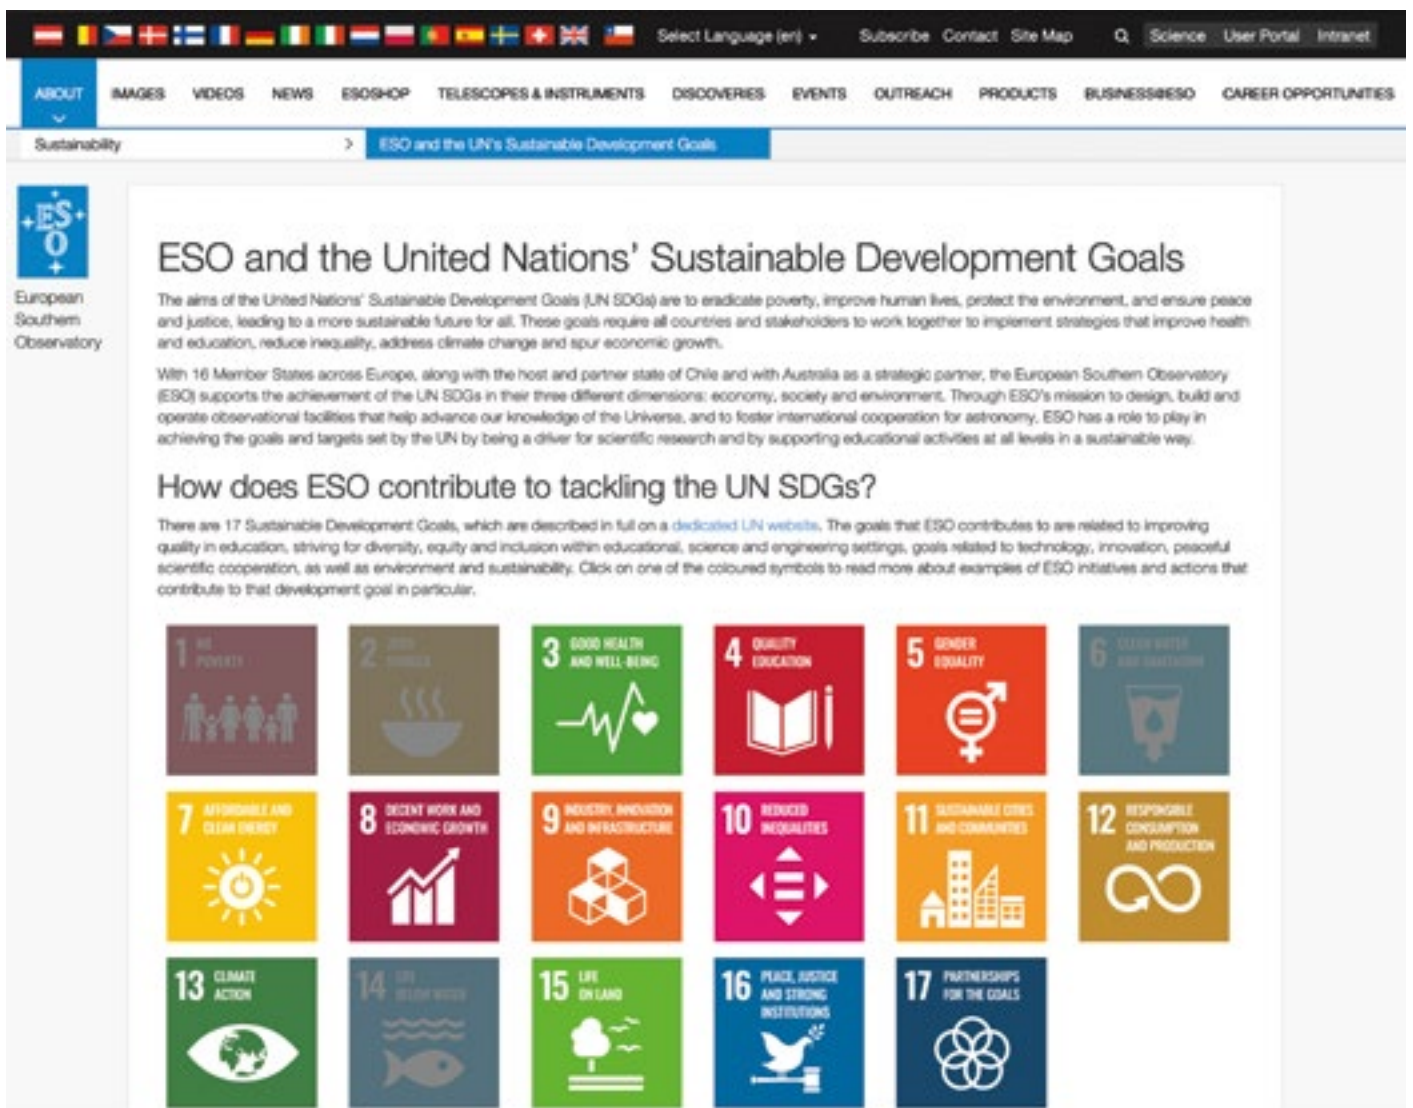 Select Language (en)
Subscribe Contact Site Map
Science User Portal Intranet
ABOUT IMAGES VIDEOS NEWS ESOSHOP TELESCOPES & INSTRUMENTS DISCOVERIES EVENTS OUTREACH PRODUCTS BUSINESS@ESO CAREER OPPORTUNITIES
Sustainability > ESO and the UN's Sustainable Development Goals
ESO
European
Southern
Observatory
ESO and the United Nations' Sustainable Development Goals
The aims of the United Nations' Sustainable Development Goals (UN SDGs) are to eradicate poverty, improve human lives, protect the environment, and ensure peace
and justice, leading to a more sustainable future for all. These goals require all countries and stakeholders to work together to implement strategies that improve health
and education, reduce inequality, address climate change and spur economic growth.
With 16 Member States across Europe, along with the host and partner state of Chile and with Australia as a strategic partner, the European Southern Observatory
(ESO) supports the achievement of the UN SDGs in their three different dimensions: economy, society and environment. Through ESO's mission to design, build and
operate observational facilities that help advance our knowledge of the Universe, and to foster international cooperation for astronomy, ESO has a role to play in
achieving the goals and targets set by the UN by being a driver for scientific research and by supporting educational activities at all levels in a sustainable way.
How does ESO contribute to tackling the UN SDGs?
There are 17 Sustainable Development Goals, which are described in full on a dedicated UN website. The goals that ESO contributes to are related to improving
quality in education, striving for diversity, equity and inclusion within educational, science and engineering settings, goals related to technology, innovation, peaceful
scientific cooperation, as well as environment and sustainability. Click on one of the coloured symbols to read more about examples of ESO initiatives and actions that
contribute to that development goal in particular.
1 NO
POVERTY
2 ZERO
HUNGER
3 GOOD HEALTH
AND WELL-BEING
4 QUALITY
EDUCATION
5 GENDER
EQUALITY
6 CLEAN WATER
AND SANITATION
7 AFFORDABLE AND
CLEAN ENERGY
8 DECENT WORK AND
ECONOMIC GROWTH
9 INDUSTRY, INNOVATION
AND INFRASTRUCTURE
10 REDUCED
INEQUALITIES
11 SUSTAINABLE CITIES
AND COMMUNITIES
12 RESPONSIBLE
CONSUMPTION
AND PRODUCTION
13 CLIMATE
ACTION
14 LIFE
BELOW WATER
15 LIFE
ON LAND
16 PEACE, JUSTICE
AND STRONG
INSTITUTIONS
17 PARTNERSHIPS
FOR THE GOALS